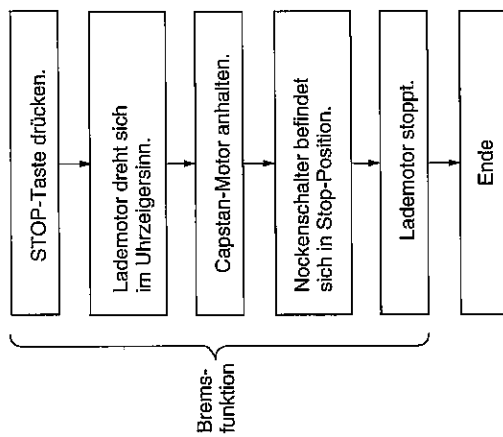 STOP-Taste drücken.
Lademotor dreht sich
im Uhrzeigersinn.
Capstan-Motor anhalten.
Nockenschalter befindet
sich in Stop-Position.
Lademotor stoppt.
Ende
Brems-
funktion